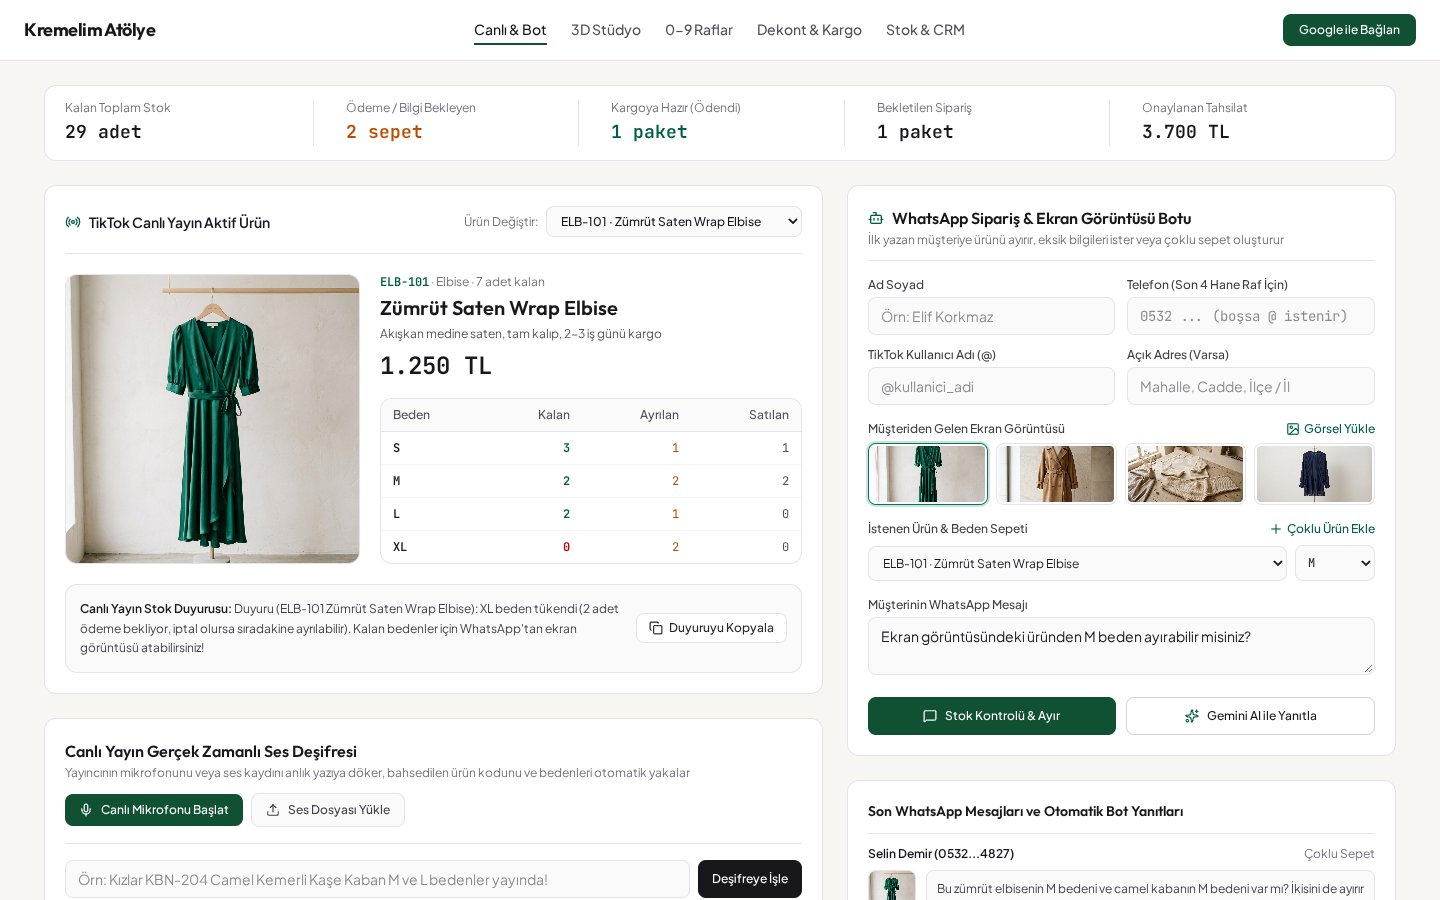 Kremelim Atölye
Canlı & Bot
3D Stüdyo
0–9 Raflar
Dekont & Kargo
Stok & CRM
Google ile Bağlan
Kalan Toplam Stok
29 adet
Ödeme / Bilgi Bekleyen
2 sepet
Kargoya Hazır (Ödendi)
1 paket
Bekletilen Sipariş
1 paket
Onaylanan Tahsilat
3.700 TL
TikTok Canlı Yayın Aktif Ürün
Ürün Değiştir:
ELB-101 · Zümrüt Saten Wrap Elbise
ELB-101 · Elbise · 7 adet kalan
Zümrüt Saten Wrap Elbise
Akışkan medine saten, tam kalıp, 2–3 iş günü kargo
1.250 TL
Beden Kalan Ayrılan Satılan
S 3 1 1
M 2 2 2
L 2 1 0
XL 0 2 0
Canlı Yayın Stok Duyurusu: Duyuru (ELB-101 Zümrüt Saten Wrap Elbise): XL beden tükendi (2 adet
ödeme bekliyor, iptal olursa sıradakine ayrılabilir). Kalan bedenler için WhatsApp'tan ekran
görüntüsü atabilirsiniz!
Duyuruyu Kopyala
Canlı Yayın Gerçek Zamanlı Ses Deşifresi
Yayıncının mikrofonunu veya ses kaydını anlık yazıya döker, bahsedilen ürün kodunu ve bedenleri otomatik yakalar
Canlı Mikrofonu Başlat
Ses Dosyası Yükle
Örn: Kızlar KBN-204 Camel Kemerli Kaşe Kaban M ve L bedenler yayında!
Deşifreye İşle
WhatsApp Sipariş & Ekran Görüntüsü Botu
İlk yazan müşteriye ürünü ayırır, eksik bilgileri ister veya çoklu sepet oluşturur
Ad Soyad
Örn: Elif Korkmaz
Telefon (Son 4 Hane Raf İçin)
0532 ... (boşsa @ istenir)
TikTok Kullanıcı Adı (@)
@kullanici_adi
Açık Adres (Varsa)
Mahalle, Cadde, İlçe / İl
Müşteriden Gelen Ekran Görüntüsü
Görsel Yükle
İstenen Ürün & Beden Sepeti
Çoklu Ürün Ekle
ELB-101 · Zümrüt Saten Wrap Elbise
M
Müşterinin WhatsApp Mesajı
Ekran görüntüsündeki üründen M beden ayırabilir misiniz?
Stok Kontrolü & Ayır
Gemini AI ile Yanıtla
Son WhatsApp Mesajları ve Otomatik Bot Yanıtları
Selin Demir (0532...4827)
Çoklu Sepet
Bu zümrüt elbisenin M bedeni ve camel kabanın M bedeni var mı? İkisini de ayırır